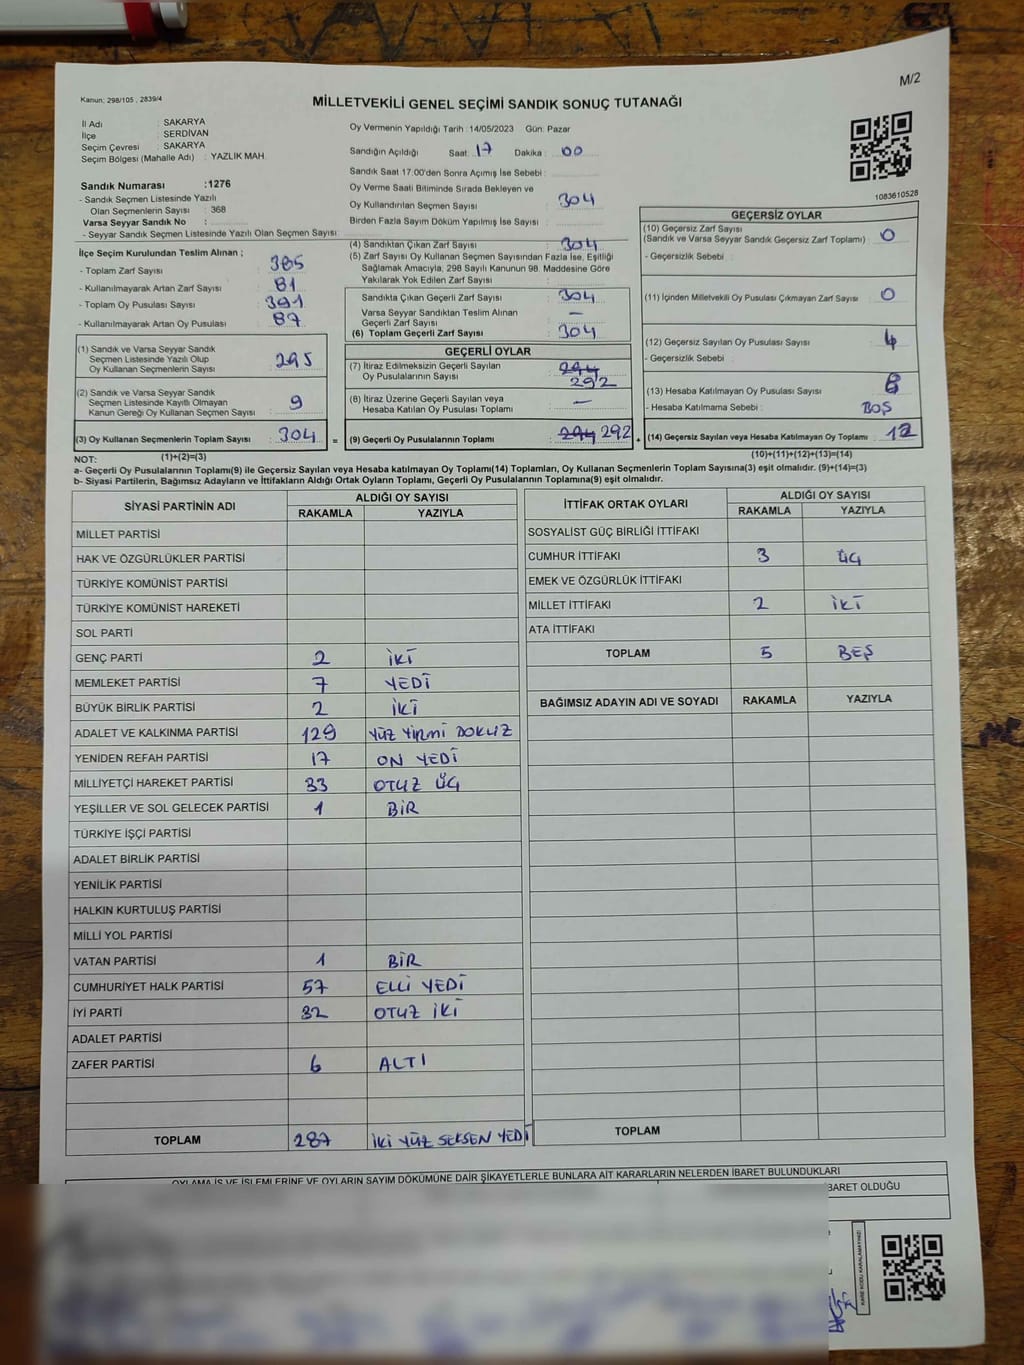 M/2
Kanun: 298/105 , 2839/4
MİLLETVEKİLİ GENEL SEÇİMİ SANDIK SONUÇ TUTANAĞI
İl Adı : SAKARYA
İlçe : SERDİVAN
Seçim Çevresi : SAKARYA
Seçim Bölgesi (Mahalle Adı) : YAZLIK MAH.
Sandık Numarası :1276
- Sandık Seçmen Listesinde Yazılı
Olan Seçmenlerin Sayısı : 368
Varsa Seyyar Sandık No :
- Seyyar Sandık Seçmen Listesinde Yazılı Olan Seçmen Sayısı :
Oy Vermenin Yapıldığı Tarih :14/05/2023 Gün: Pazar
Sandığın Açıldığı Saat: 17 Dakika : 00
Sandık Saat 17.00'den Sonra Açımış İse Sebebi :
Oy Verme Saati Bitiminde Sırada Bekleyen ve
Oy Kullandırılan Seçmen Sayısı : 304
Birden Fazla Sayım Döküm Yapılmış İse Sayısı :
1083610528
İlçe Seçim Kurulundan Teslim Alınan ;
- Toplam Zarf Sayısı : 385
- Kullanılmayarak Artan Zarf Sayısı : 81
- Toplam Oy Pusulası Sayısı : 391
- Kullanılmayarak Artan Oy Pusulası : 87
(1) Sandık ve Varsa Seyyar Sandık
Seçmen Listesinde Yazılı Olup
Oy Kullanan Seçmenlerin Sayısı : 295
(2) Sandık ve Varsa Seyyar Sandık
Seçmen Listesinde Kayıtlı Olmayan
Kanun Gereği Oy Kullanan Seçmen Sayısı : 9
(3) Oy Kullanan Seçmenlerin Toplam Sayısı : 304 =
(4) Sandıktan Çıkan Zarf Sayısı : 304
(5) Zarf Sayısı Oy Kullanan Seçmen Sayısından Fazla İse, Eşitliği
Sağlamak Amacıyla; 298 Sayılı Kanunun 98. Maddesine Göre
Yakılarak Yok Edilen Zarf Sayısı :
Sandıkta Çıkan Geçerli Zarf Sayısı : 304
Varsa Seyyar Sandıktan Teslim Alınan
Geçerli Zarf Sayısı : —
(6) Toplam Geçerli Zarf Sayısı : 304
GEÇERLİ OYLAR
(7) İtiraz Edilmeksizin Geçerli Sayılan 294
Oy Pusulalarının Sayısı : 292
(8) İtiraz Üzerine Geçerli Sayılan veya
Hesaba Katılan Oy Pusulası Toplamı : —
(9) Geçerli Oy Pusulalarının Toplamı : 294 292 +
GEÇERSİZ OYLAR
(10) Geçersiz Zarf Sayısı
(Sandık ve Varsa Seyyar Sandık Geçersiz Zarf Toplamı) : 0
- Geçersizlik Sebebi :
(11) İçinden Milletvekili Oy Pusulası Çıkmayan Zarf Sayısı : 0
(12) Geçersiz Sayılan Oy Pusulası Sayısı : 4
- Geçersizlik Sebebi :
(13) Hesaba Katılmayan Oy Pusulası Sayısı : 8
- Hesaba Katılmama Sebebi : BOŞ
(14) Geçersiz Sayılan veya Hesaba Katılmayan Oy Toplamı : 12
NOT: (1)+(2)=(3) (10)+(11)+(12)+(13)=(14)
a- Geçerli Oy Pusulalarının Toplamı(9) ile Geçersiz Sayılan veya Hesaba katılmayan Oy Toplamı(14) Toplamları, Oy Kullanan Seçmenlerin Toplam Sayısına(3) eşit olmalıdır. (9)+(14)=(3)
b- Siyasi Partilerin, Bağımsız Adayların ve İttifakların Aldığı Ortak Oyların Toplamı, Geçerli Oy Pusulalarının Toplamına(9) eşit olmalıdır.
SİYASİ PARTİNİN ADI ALDIĞI OY SAYISI
RAKAMLA YAZIYLA
MİLLET PARTİSİ
HAK VE ÖZGÜRLÜKLER PARTİSİ
TÜRKİYE KOMÜNİST PARTİSİ
TÜRKİYE KOMÜNİST HAREKETİ
SOL PARTİ
GENÇ PARTİ 2 İKİ
MEMLEKET PARTİSİ 7 YEDİ
BÜYÜK BİRLİK PARTİSİ 2 İKİ
ADALET VE KALKINMA PARTİSİ 129 YÜZ YİRMİ DOKUZ
YENİDEN REFAH PARTİSİ 17 ON YEDİ
MİLLİYETÇİ HAREKET PARTİSİ 33 OTUZ ÜÇ
YEŞİLLER VE SOL GELECEK PARTİSİ 1 BİR
TÜRKİYE İŞÇİ PARTİSİ
ADALET BİRLİK PARTİSİ
YENİLİK PARTİSİ
HALKIN KURTULUŞ PARTİSİ
MİLLİ YOL PARTİSİ
VATAN PARTİSİ 1 BİR
CUMHURİYET HALK PARTİSİ 57 ELLİ YEDİ
İYİ PARTİ 32 OTUZ İKİ
ADALET PARTİSİ
ZAFER PARTİSİ 6 ALTI
TOPLAM 287 İKİ YÜZ SEKSEN YEDİ
İTTİFAK ORTAK OYLARI ALDIĞI OY SAYISI
RAKAMLA YAZIYLA
SOSYALİST GÜÇ BİRLİĞİ İTTİFAKI
CUMHUR İTTİFAKI 3 ÜÇ
EMEK VE ÖZGÜRLÜK İTTİFAKI
MİLLET İTTİFAKI 2 İKİ
ATA İTTİFAKI
TOPLAM 5 BEŞ
BAĞIMSIZ ADAYIN ADI VE SOYADI RAKAMLA YAZIYLA
TOPLAM
OYLAMA İŞ VE İŞLEMLERİNE VE OYLARIN SAYIM DÖKÜMÜNE DAİR ŞİKAYETLERLE BUNLARA AİT KARARLARIN NELERDEN İBARET BULUNDUKLARI
İBARET OLDUĞU
KARE KODU KARALAMAYINIZ!